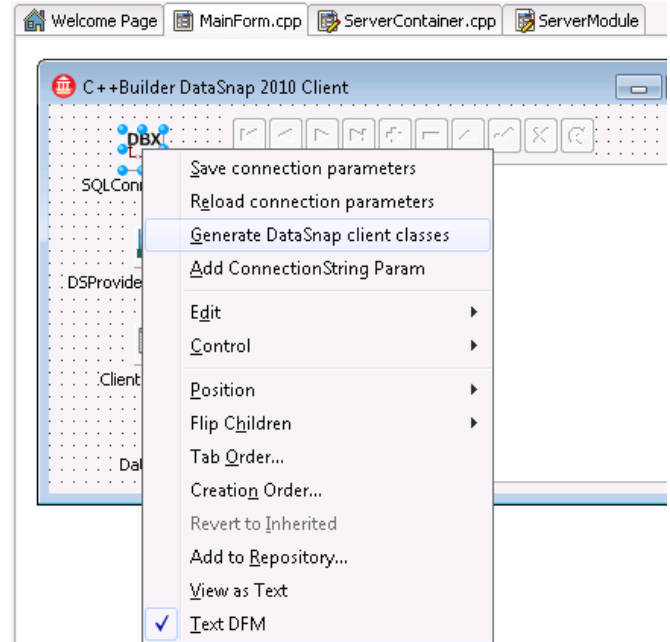 Welcome Page MainForm.cpp ServerContainer.cpp ServerModule
C++Builder DataSnap 2010 Client
DBX
SQLConn
DSProvide
Client
Dat
Save connection parameters
Reload connection parameters
Generate DataSnap client classes
Add ConnectionString Param
Edit
Control
Position
Flip Children
Tab Order...
Creation Order...
Revert to Inherited
Add to Repository...
View as Text
Text DFM